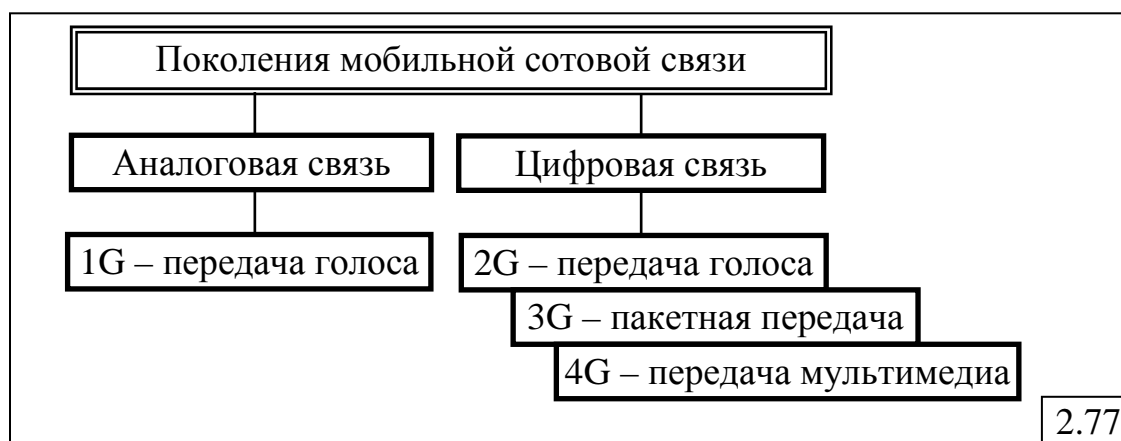 Поколения мобильной сотовой связи
Аналоговая связь
Цифровая связь
1G – передача голоса
2G – передача голоса
3G – пакетная передача
4G – передача мультимедиа
2.77